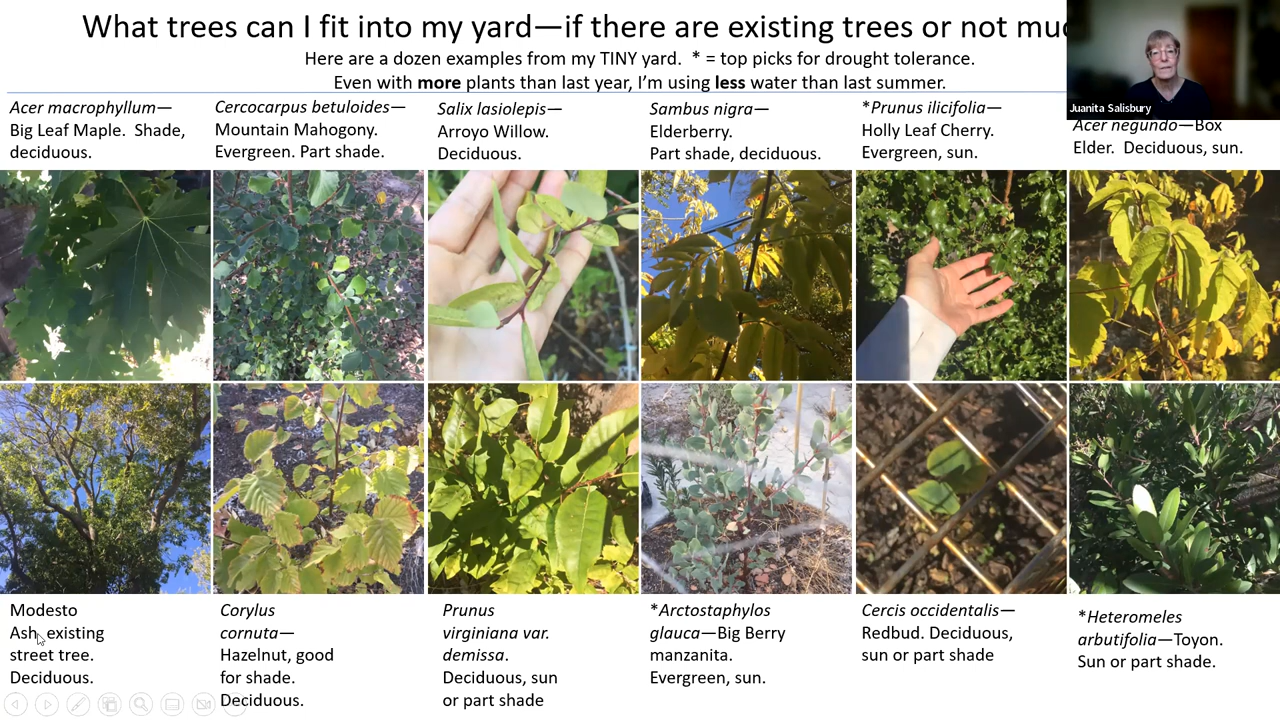 What trees can I fit into my yard—if there are existing trees or not
Here are a dozen examples from my TINY yard. * = top picks for drought tolerance.
Even with more plants than last year, I'm using less water than last summer.
Juanita Salisbury
Acer macrophyllum—
Big Leaf Maple. Shade,
deciduous.
Cercocarpus betuloides—
Mountain Mahogony.
Evergreen. Part shade.
Salix lasiolepis—
Arroyo Willow.
Deciduous.
Sambus nigra—
Elderberry.
Part shade, deciduous.
*Prunus ilicifolia—
Holly Leaf Cherry.
Evergreen, sun.
Acer negundo—Box
Elder. Deciduous, sun.
Modesto
Ash, existing
street tree.
Deciduous.
Corylus
cornuta—
Hazelnut, good
for shade.
Deciduous.
Prunus
virginiana var.
demissa.
Deciduous, sun
or part shade
*Arctostaphylos
glauca—Big Berry
manzanita.
Evergreen, sun.
Cercis occidentalis—
Redbud. Deciduous,
sun or part shade
*Heteromeles
arbutifolia—Toyon.
Sun or part shade.